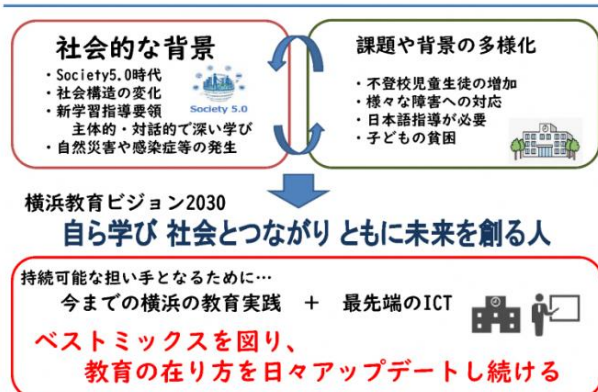 社会的な背景
・Society5.0時代
・社会構造の変化
・新学習指導要領
主体的・対話的で深い学び
・自然災害や感染症等の発生
Society 5.0
課題や背景の多様化
・不登校児童生徒の増加
・様々な障害への対応
・日本語指導が必要
・子どもの貧困
横浜教育ビジョン2030
自ら学び 社会とつながり ともに未来を創る人
持続可能な担い手となるために…
今までの横浜の教育実践 + 最先端のICT
ベストミックスを図り、
教育の在り方を日々アップデートし続ける